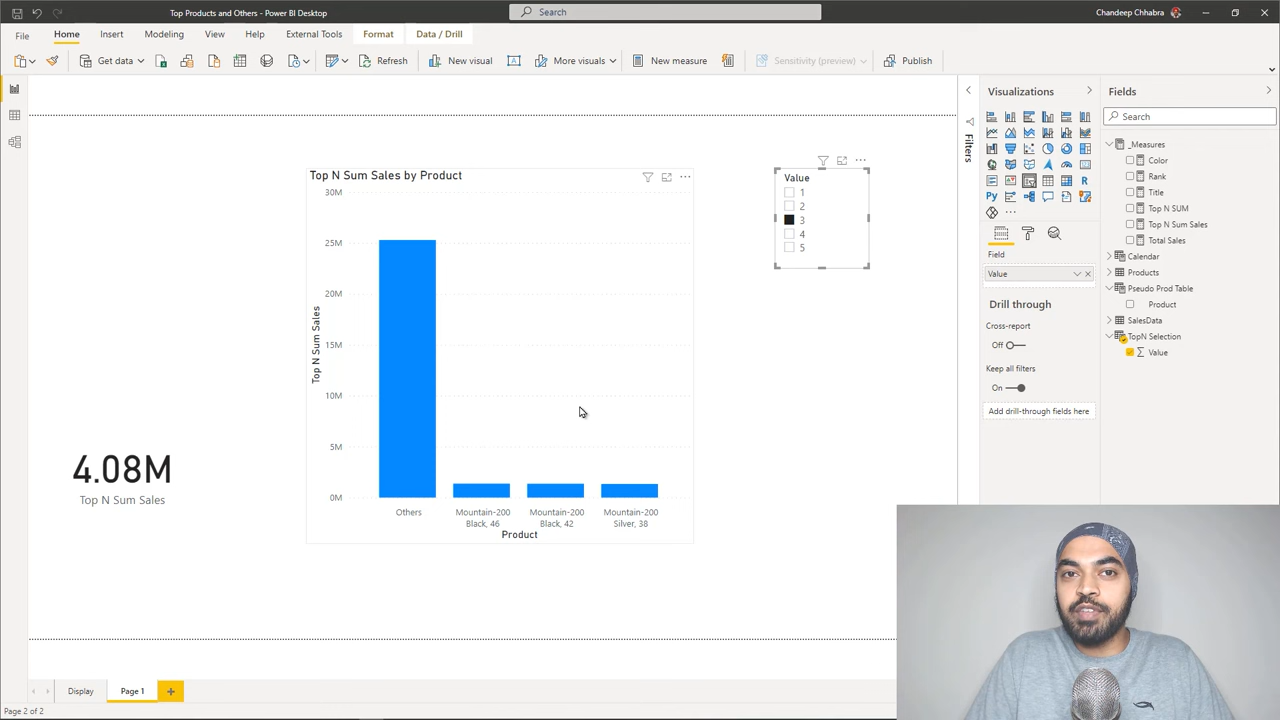 Top Products and Others - Power BI Desktop
Search
Chandeep Chhabra
File
Home
Insert
Modeling
View
Help
External Tools
Format
Data / Drill
Get data
Refresh
New visual
More visuals
New measure
Sensitivity (preview)
Publish
Top N Sum Sales by Product
30M
25M
20M
15M
10M
5M
0M
Top N Sum Sales
Others
Mountain-200 Black, 46
Mountain-200 Black, 42
Mountain-200 Silver, 38
Product
4.08M
Top N Sum Sales
Value
1
2
3
4
5
Filters
Visualizations
R
Py
Field
Value
Drill through
Cross-report
Off
Keep all filters
On
Add drill-through fields here
Fields
Search
_Measures
Color
Rank
Title
Top N SUM
Top N Sum Sales
Total Sales
Calendar
Products
Pseudo Prod Table
Product
SalesData
TopN Selection
Σ Value
Display
Page 1
Page 2 of 2